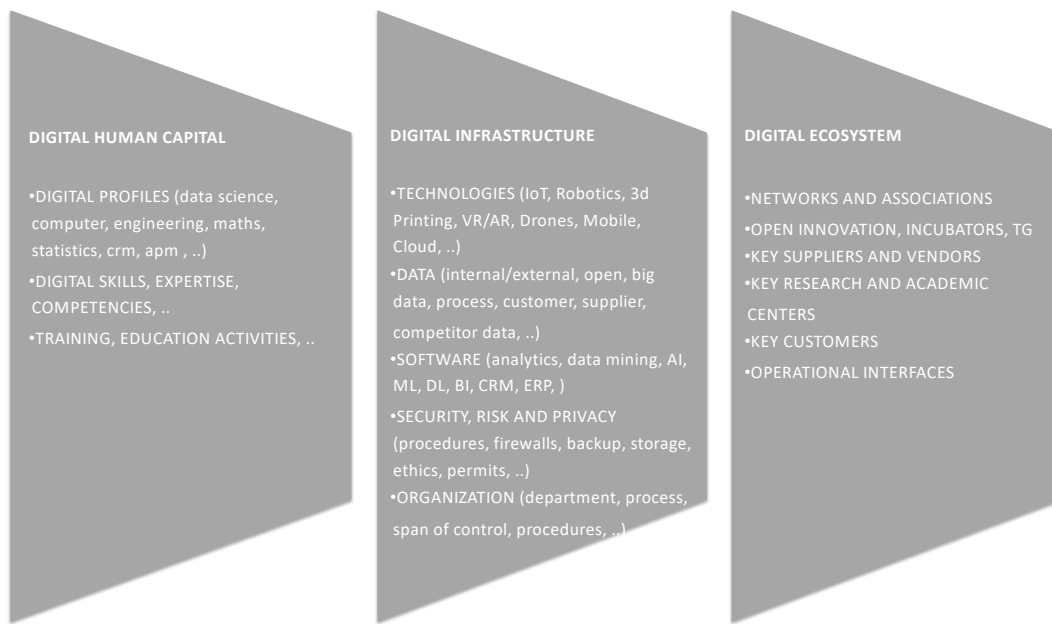 DIGITAL HUMAN CAPITAL
•DIGITAL PROFILES (data science,
computer, engineering, maths,
statistics, crm, apm , ..)
•DIGITAL SKILLS, EXPERTISE,
COMPETENCIES, ..
•TRAINING, EDUCATION ACTIVITIES, ..
DIGITAL INFRASTRUCTURE
•TECHNOLOGIES (IoT, Robotics, 3d
Printing, VR/AR, Drones, Mobile,
Cloud, ..)
•DATA (internal/external, open, big
data, process, customer, supplier,
competitor data, ..)
•SOFTWARE (analytics, data mining, AI,
ML, DL, BI, CRM, ERP, )
•SECURITY, RISK AND PRIVACY
(procedures, firewalls, backup, storage,
ethics, permits, ..)
•ORGANIZATION (department, process,
span of control, procedures, ..)
DIGITAL ECOSYSTEM
•NETWORKS AND ASSOCIATIONS
•OPEN INNOVATION, INCUBATORS, TG
•KEY SUPPLIERS AND VENDORS
•KEY RESEARCH AND ACADEMIC
CENTERS
•KEY CUSTOMERS
•OPERATIONAL INTERFACES